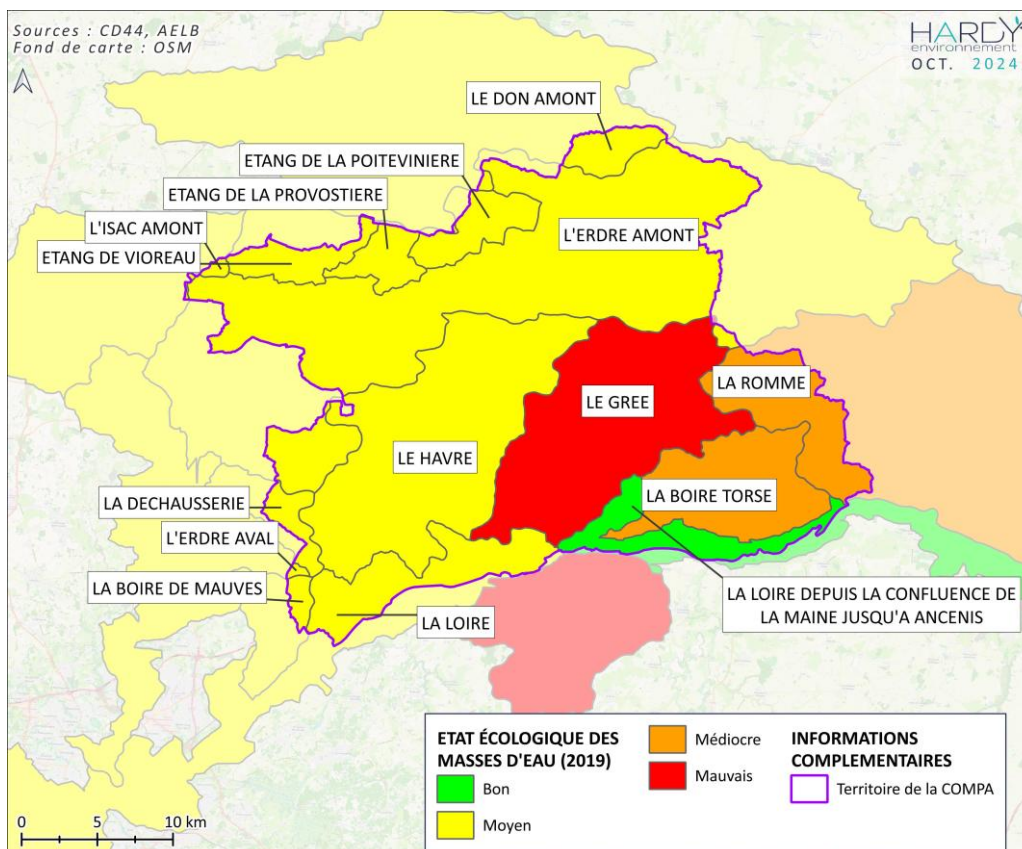 Sources : CD44, AELB
Fond de carte : OSM
HARDY
environnement
OCT. 2024
LE DON AMONT
ETANG DE LA POITEVINIERE
ETANG DE LA PROVOSTIERE
L'ISAC AMONT
ETANG DE VIOREAU
L'ERDRE AMONT
LA ROMME
LE GREE
LE HAVRE
LA BOIRE TORSE
LA DECHAUSSERIE
L'ERDRE AVAL
LA BOIRE DE MAUVES
LA LOIRE
LA LOIRE DEPUIS LA CONFLUENCE DE
LA MAINE JUSQU'A ANCENIS
ETAT ÉCOLOGIQUE DES
MASSES D'EAU (2019)
Bon
Moyen
Médiocre
Mauvais
INFORMATIONS
COMPLEMENTAIRES
Territoire de la COMPA
0 5 10 km